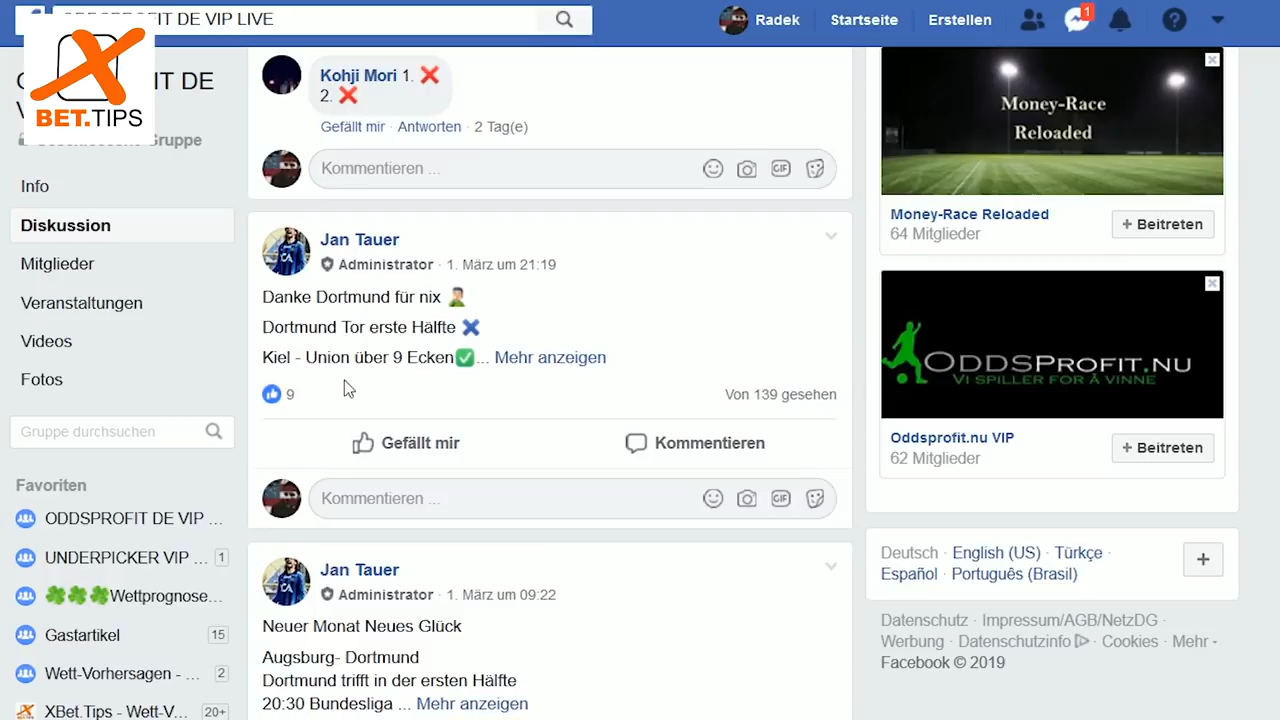 ODDSPROFIT DE VIP LIVE
Radek
Startseite
Erstellen
1
BET.TIPS
FIT DE
V
Gruppe
Info
Diskussion
Mitglieder
Veranstaltungen
Videos
Fotos
Gruppe durchsuchen
Favoriten
ODDSPROFIT DE VIP ...
UNDERPICKER VIP ... 1
🍀🍀🍀Wettprognose...
Gastartikel 15
Wett-Vorhersagen - ... 2
XBet.Tips - Wett-V... 20+
Kohji Mori 1. ❌
2. ❌
Gefällt mir · Antworten · 2 Tag(e)
Kommentieren ...
GIF
Jan Tauer
Administrator · 1. März um 21:19
Danke Dortmund für nix 🤦‍♂️
Dortmund Tor erste Hälfte ✖
Kiel - Union über 9 Ecken✅... Mehr anzeigen
9
Von 139 gesehen
Gefällt mir
Kommentieren
Kommentieren ...
GIF
Jan Tauer
Administrator · 1. März um 09:22
Neuer Monat Neues Glück
Augsburg- Dortmund
Dortmund trifft in der ersten Hälfte
20:30 Bundesliga ... Mehr anzeigen
Money-Race
Reloaded
Money-Race Reloaded
64 Mitglieder
+ Beitreten
ODDSPROFIT.NU
VI SPILLER FOR Å VINNE
Oddsprofit.nu VIP
62 Mitglieder
+ Beitreten
Deutsch · English (US) · Türkçe ·
Español · Português (Brasil)
+
Datenschutz · Impressum/AGB/NetzDG ·
Werbung · Datenschutzinfo · Cookies · Mehr
Facebook © 2019